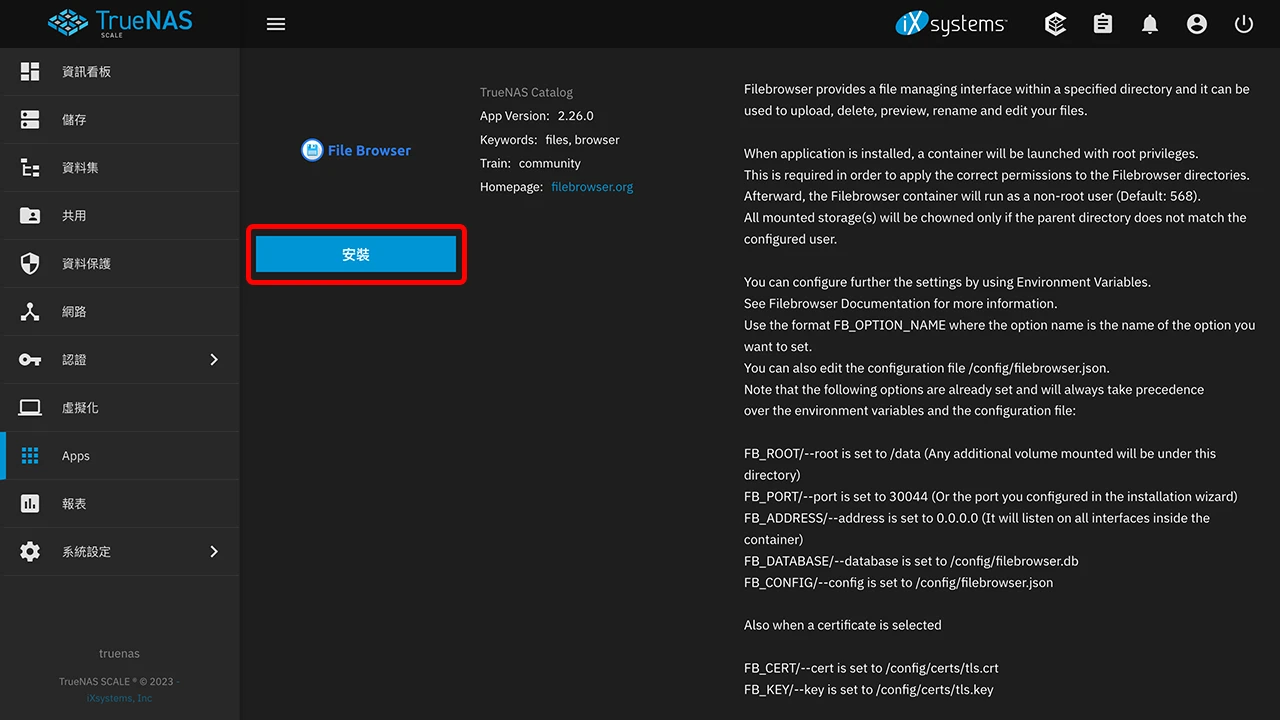 TrueNAS
SCALE
iXsystems
資訊看板
儲存
資料集
共用
資料保護
網路
認證
虛擬化
Apps
報表
系統設定
truenas
TrueNAS SCALE ® © 2023 -
iXsystems, Inc
File Browser
安裝
TrueNAS Catalog
App Version: 2.26.0
Keywords: files, browser
Train: community
Homepage: filebrowser.org
Filebrowser provides a file managing interface within a specified directory and it can be
used to upload, delete, preview, rename and edit your files.
When application is installed, a container will be launched with root privileges.
This is required in order to apply the correct permissions to the Filebrowser directories.
Afterward, the Filebrowser container will run as a non-root user (Default: 568).
All mounted storage(s) will be chowned only if the parent directory does not match the
configured user.
You can configure further the settings by using Environment Variables.
See Filebrowser Documentation for more information.
Use the format FB_OPTION_NAME where the option name is the name of the option you
want to set.
You can also edit the configuration file /config/filebrowser.json.
Note that the following options are already set and will always take precedence
over the environment variables and the configuration file:
FB_ROOT/--root is set to /data (Any additional volume mounted will be under this
directory)
FB_PORT/--port is set to 30044 (Or the port you configured in the installation wizard)
FB_ADDRESS/--address is set to 0.0.0.0 (It will listen on all interfaces inside the
container)
FB_DATABASE/--database is set to /config/filebrowser.db
FB_CONFIG/--config is set to /config/filebrowser.json
Also when a certificate is selected
FB_CERT/--cert is set to /config/certs/tls.crt
FB_KEY/--key is set to /config/certs/tls.key